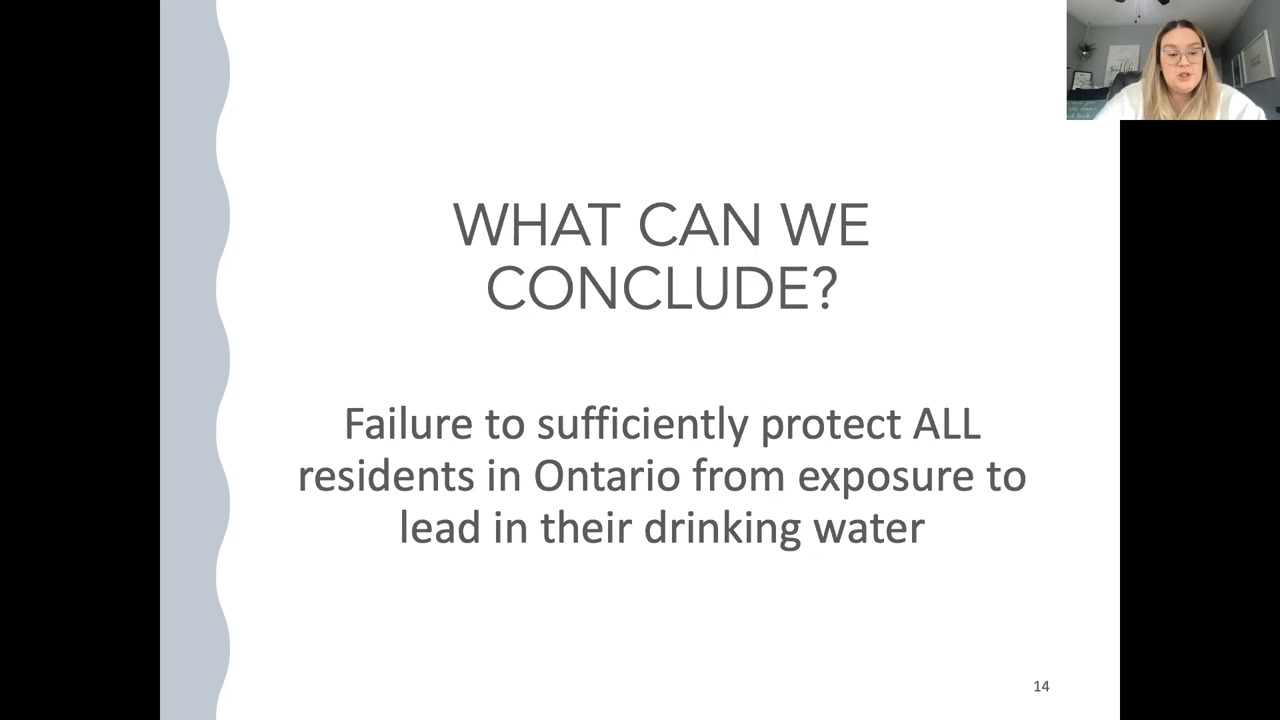 WHAT CAN WE
CONCLUDE?
Failure to sufficiently protect ALL
residents in Ontario from exposure to
lead in their drinking water
14